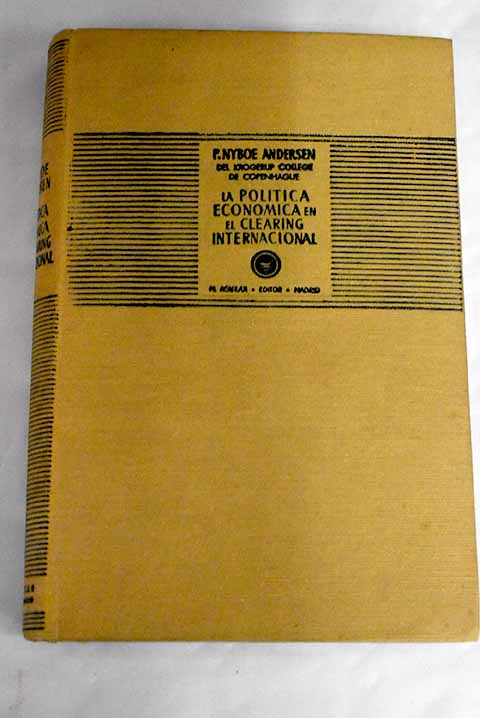 P. NYBOE ANDERSEN
DEL KROGERUP COLLEGE
DE COPENHAGUE
LA POLITICA
ECONOMICA EN
EL CLEARING
INTERNACIONAL
M. AGUILAR • EDITOR • MADRID